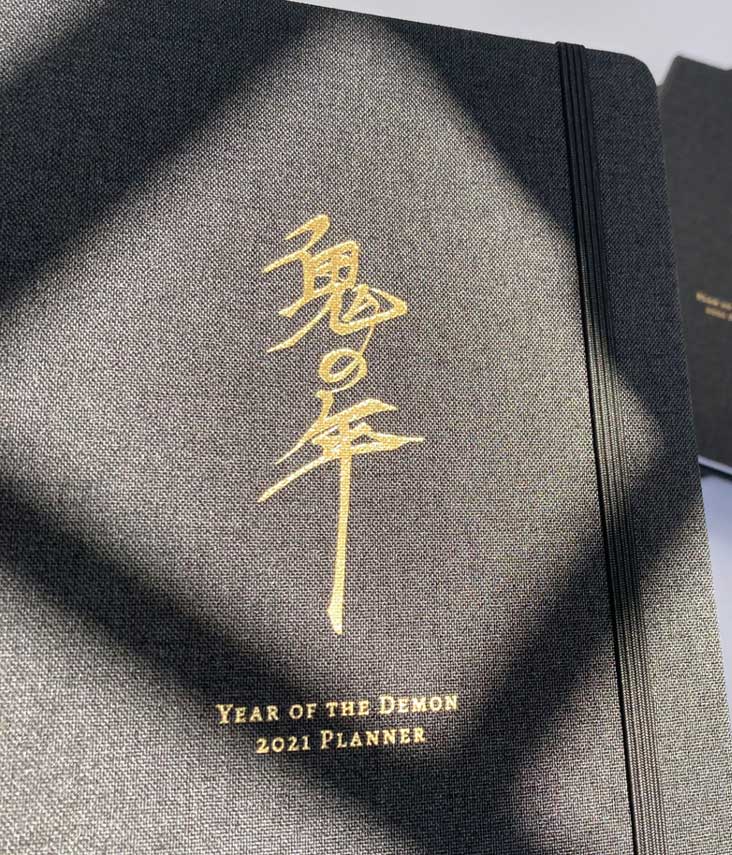 鬼の年
Year of the Demon
2021 Planner